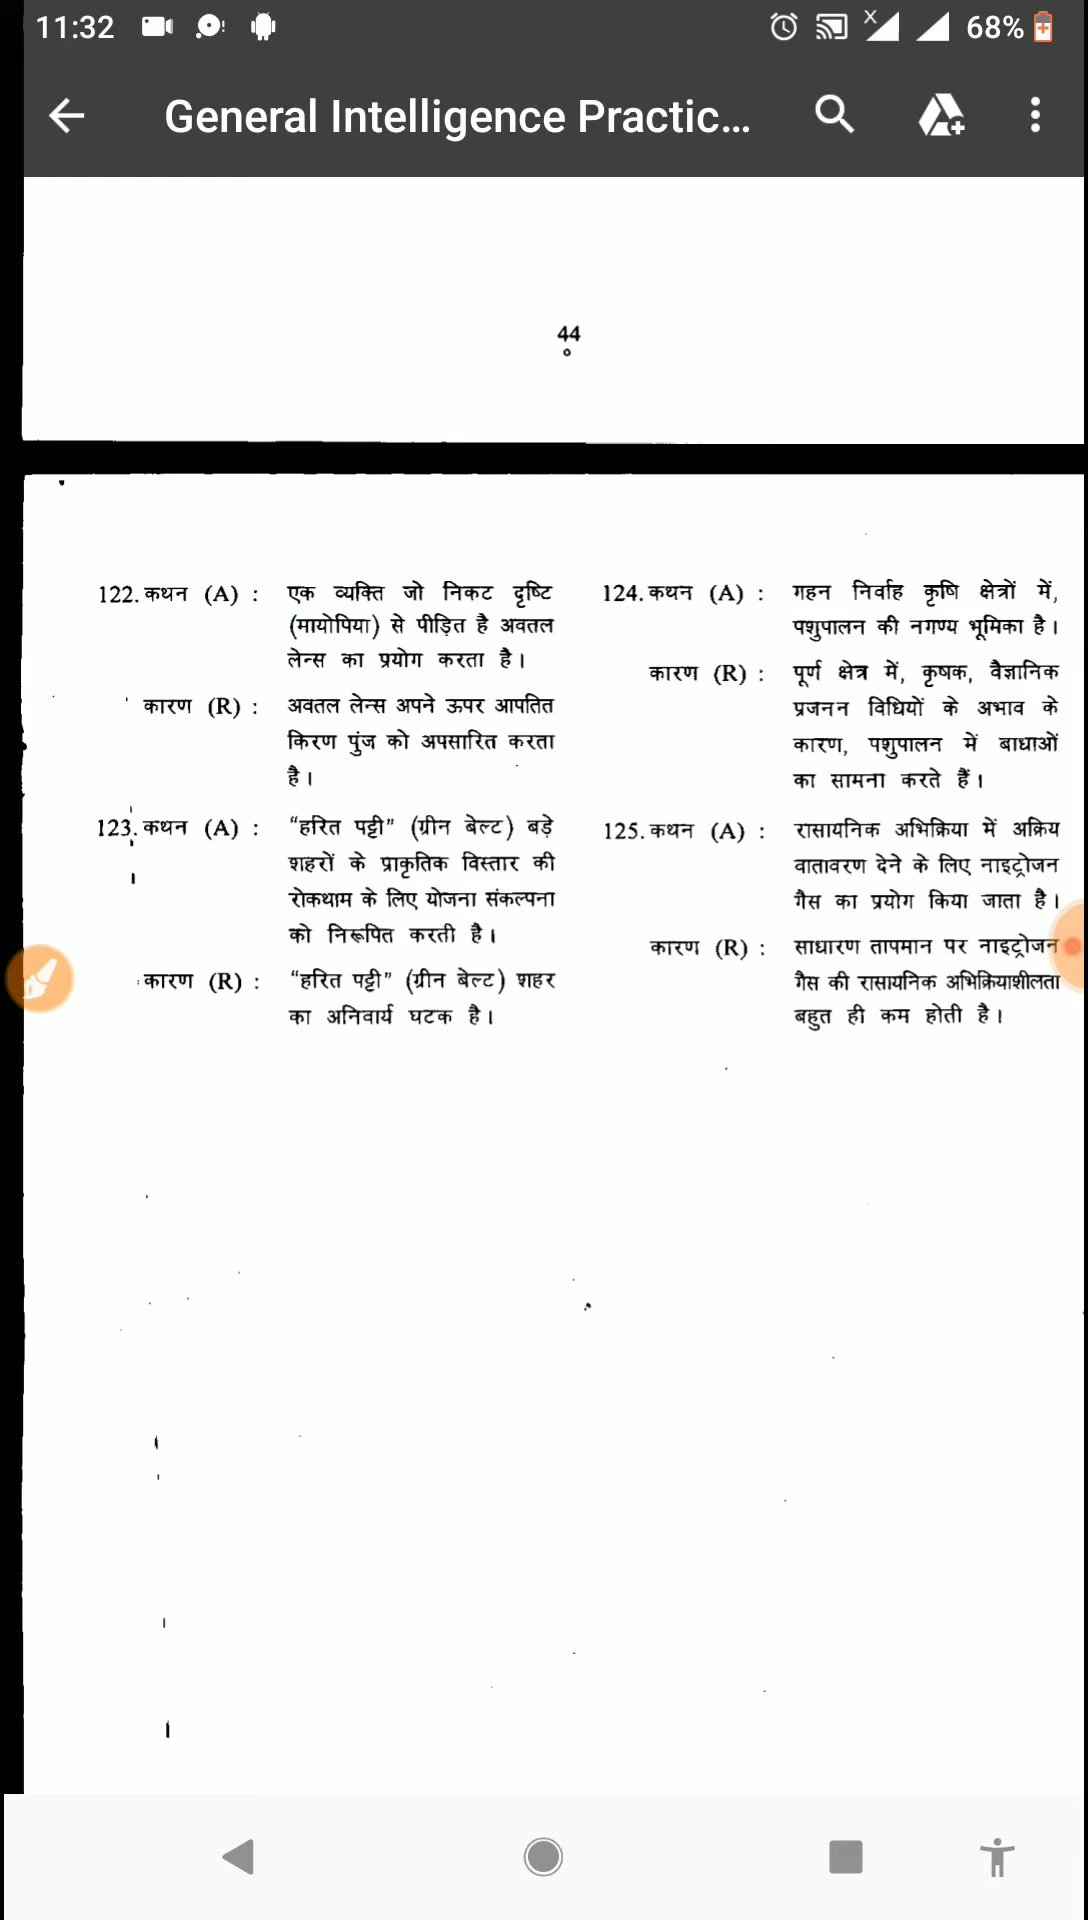 11:32
68%
General Intelligence Practic...
44
122. कथन (A) : एक व्यक्ति जो निकट दृष्टि
(मायोपिया) से पीड़ित है अवतल
लेन्स का प्रयोग करता है।
कारण (R) : अवतल लेन्स अपने ऊपर आपतित
किरण पुंज को अपसारित करता
है।
123. कथन (A) : “हरित पट्टी” (ग्रीन बेल्ट) बड़े
शहरों के प्राकृतिक विस्तार की
रोकथाम के लिए योजना संकल्पना
को निरूपित करती है।
कारण (R) : “हरित पट्टी” (ग्रीन बेल्ट) शहर
का अनिवार्य घटक है।
124. कथन (A) : गहन निर्वाह कृषि क्षेत्रों में,
पशुपालन की नगण्य भूमिका है।
कारण (R) : पूर्ण क्षेत्र में, कृषक, वैज्ञानिक
प्रजनन विधियों के अभाव के
कारण, पशुपालन में बाधाओं
का सामना करते हैं।
125. कथन (A) : रासायनिक अभिक्रिया में अक्रिय
वातावरण देने के लिए नाइट्रोजन
गैस का प्रयोग किया जाता है।
कारण (R) : साधारण तापमान पर नाइट्रोजन
गैस की रासायनिक अभिक्रियाशीलता
बहुत ही कम होती है।